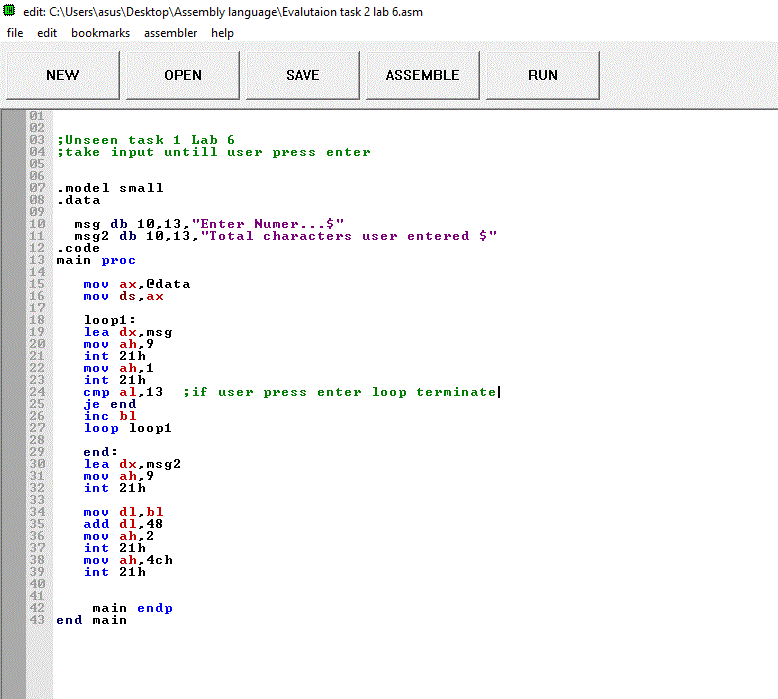 edit: C:\Users\asus\Desktop\Assembly language\Evalutaion task 2 lab 6.asm
file edit bookmarks assembler help
NEW OPEN SAVE ASSEMBLE RUN
01
02
03 ;Unseen task 1 Lab 6
04 ;take input untill user press enter
05
06
07 .model small
08 .data
09
10 msg db 10,13,"Enter Numer...$"
11 msg2 db 10,13,"Total characters user entered $"
12 .code
13 main proc
14
15 mov ax,@data
16 mov ds,ax
17
18 loop1:
19 lea dx,msg
20 mov ah,9
21 int 21h
22 mov ah,1
23 int 21h
24 cmp al,13 ;if user press enter loop terminate
25 je end
26 inc bl
27 loop loop1
28
29 end:
30 lea dx,msg2
31 mov ah,9
32 int 21h
33
34 mov dl,bl
35 add dl,48
36 mov ah,2
37 int 21h
38 mov ah,4ch
39 int 21h
40
41
42 main endp
43 end main